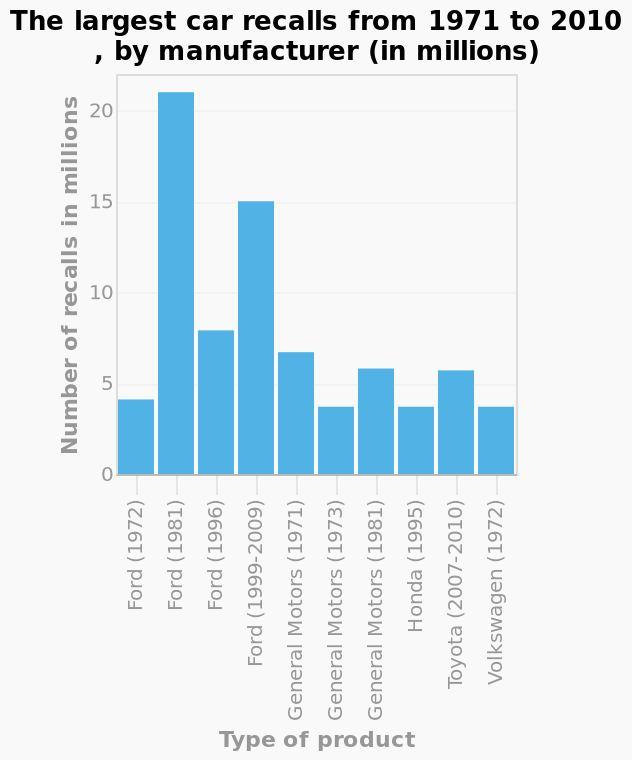 The largest car recalls from 1971 to 2010
, by manufacturer (in millions)
Number of recalls in millions
20
15
10
5
0
Ford (1972)
Ford (1981)
Ford (1996)
Ford (1999-2009)
General Motors (1971)
General Motors (1973)
General Motors (1981)
Honda (1995)
Toyota (2007-2010)
Volkswagen (1972)
Type of product